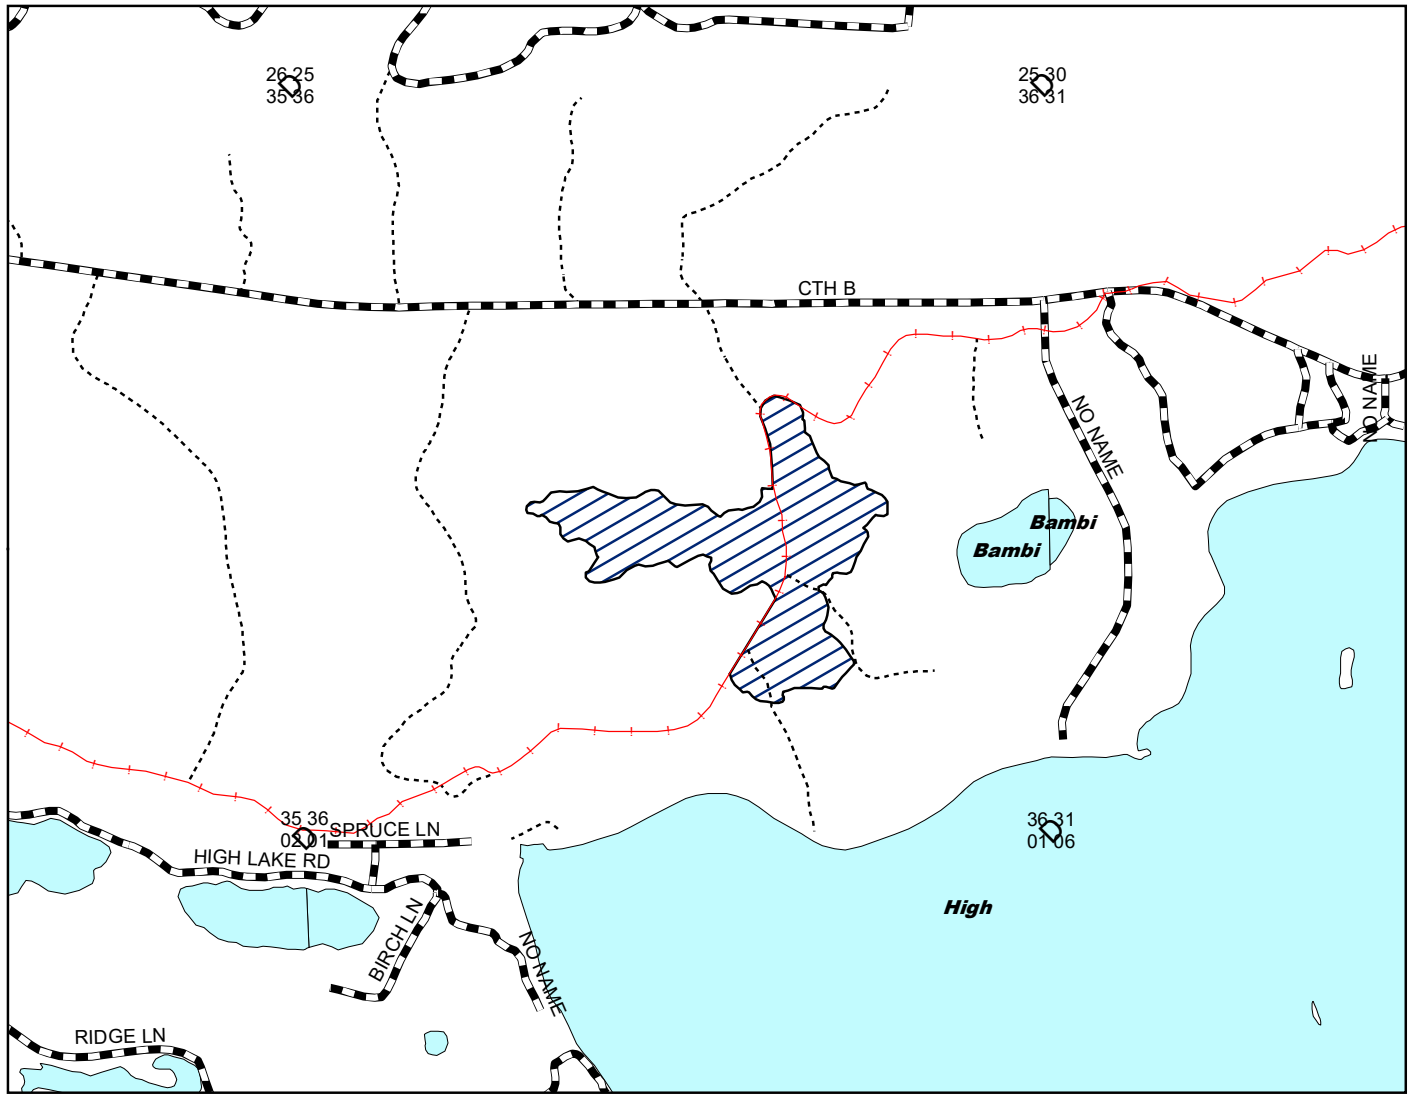 26 25
35 36
25 30
36 31
CTH B
NO NAME
NO NAME
Bambi
Bambi
35 36
02 01
SPRUCE LN
36 31
01 06
HIGH LAKE RD
High
BIRCH LN
NO NAME
RIDGE LN